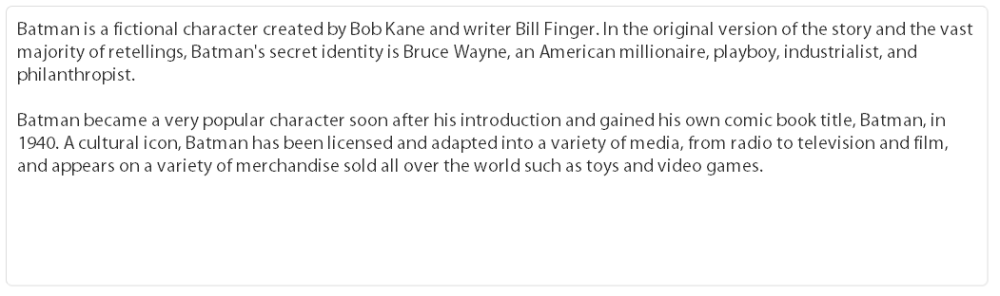 Batman is a fictional character created by Bob Kane and writer Bill Finger. In the original version of the story and the vast
majority of retellings, Batman's secret identity is Bruce Wayne, an American millionaire, playboy, industrialist, and
philanthropist.
Batman became a very popular character soon after his introduction and gained his own comic book title, Batman, in
1940. A cultural icon, Batman has been licensed and adapted into a variety of media, from radio to television and film,
and appears on a variety of merchandise sold all over the world such as toys and video games.